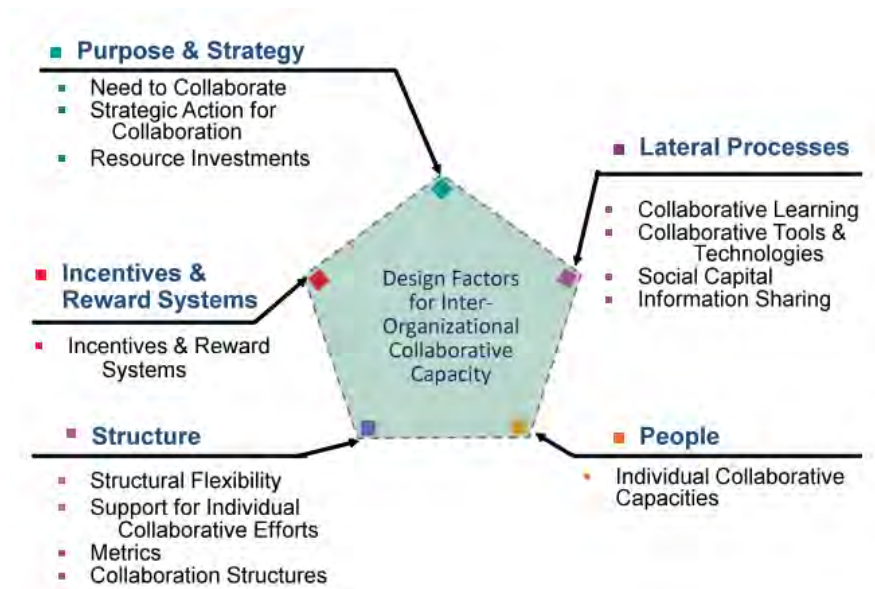 Purpose & Strategy
Need to Collaborate
Strategic Action for
Collaboration
Resource Investments
Lateral Processes
Collaborative Learning
Collaborative Tools &
Technologies
Social Capital
Information Sharing
Incentives &
Reward Systems
Incentives & Reward
Systems
Design Factors
for Inter-
Organizational
Collaborative
Capacity
Structure
Structural Flexibility
Support for Individual
Collaborative Efforts
Metrics
Collaboration Structures
People
Individual Collaborative
Capacities